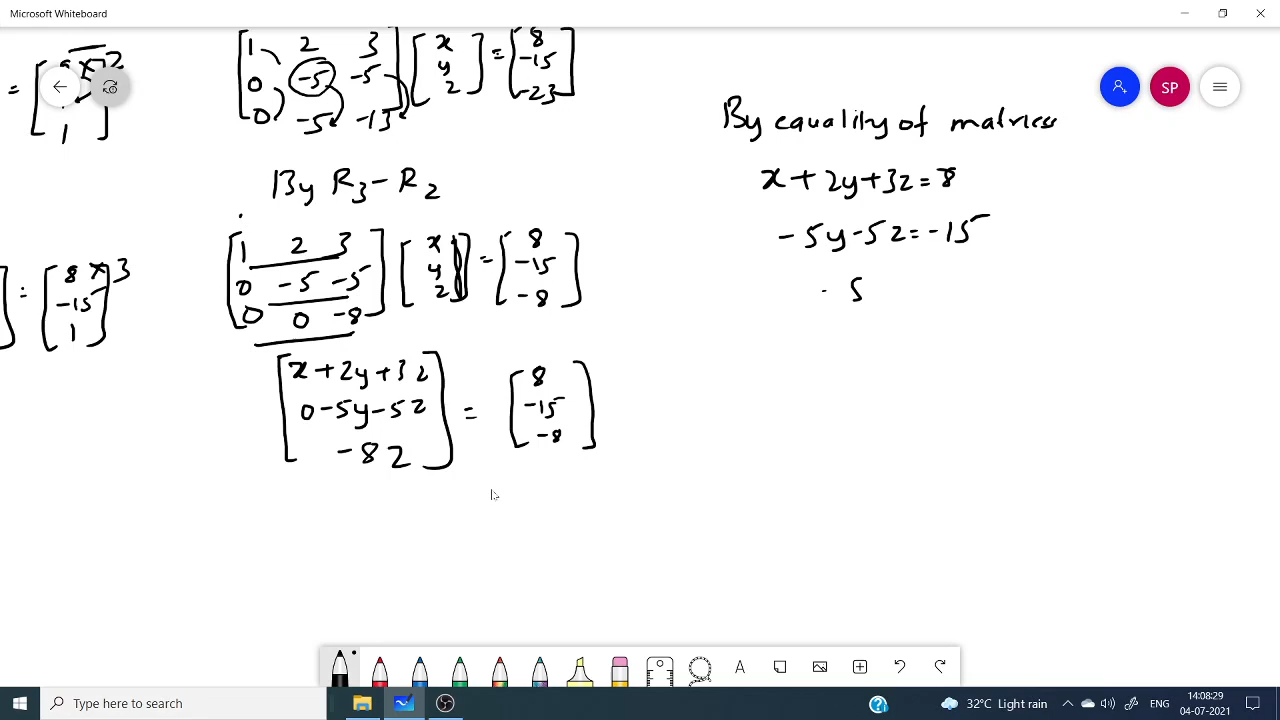 Microsoft Whiteboard
= [ 1 ] 2
[ 1 2 3 ] [ x ] = [ 8 ]
[ 0 -5 -5 ] [ y ] [ -15 ]
[ 0 -5 -13 ] [ z ] [ -23 ]
By R3 - R2
[ 1 2 3 ] [ x ] = [ 8 ]
[ 0 -5 -5 ] [ y ] [ -15 ]
[ 0 0 -8 ] [ z ] [ -8 ]
= [ 8 ] x3
[ -15 ]
[ 1 ]
[ x+2y+3z ] = [ 8 ]
[ 0-5y-5z ] [ -15 ]
[ -8z ] [ -8 ]
By equality of matrices
x+2y+3z=8
-5y-5z=-15
- 5
SP
A
Type here to search
32°C Light rain
ENG
14:08:29
04-07-2021